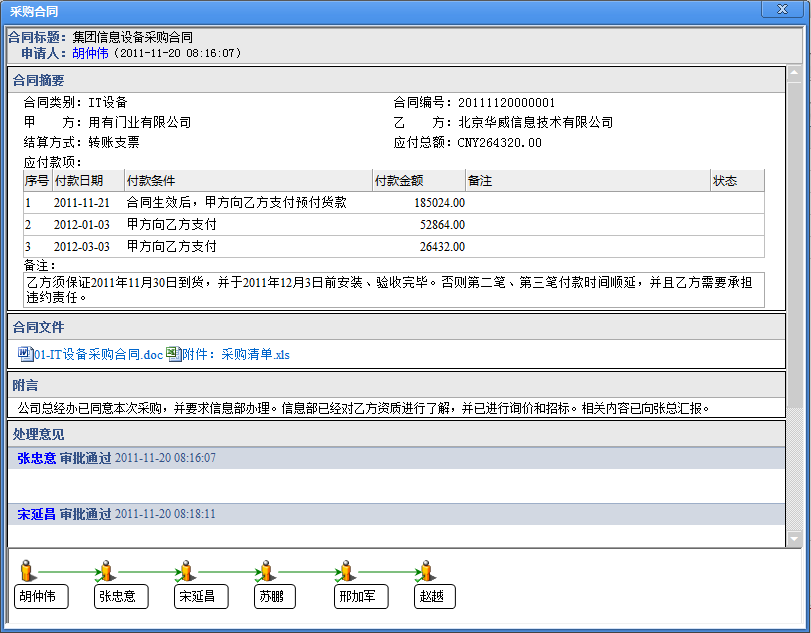 采购合同
合同标题：集团信息设备采购合同
申请人：胡仲伟（2011-11-20 08:16:07）
合同摘要
合同类别：IT设备 合同编号：20111120000001
甲　　方：用有门业有限公司 乙　　方：北京华威信息技术有限公司
结算方式：转账支票 应付总额：CNY264320.00
应付款项：
序号 付款日期 付款条件 付款金额 备注 状态
1 2011-11-21 合同生效后，甲方向乙方支付预付货款 185024.00
2 2012-01-03 甲方向乙方支付 52864.00
3 2012-03-03 甲方向乙方支付 26432.00
备注：
乙方须保证2011年11月30日到货，并于2011年12月3日前安装、验收完毕。否则第二笔、第三笔付款时间顺延，并且乙方需要承担
违约责任。
合同文件
01-IT设备采购合同.doc 附件：采购清单.xls
附言
公司总经办已同意本次采购，并要求信息部办理。信息部已经对乙方资质进行了解，并已进行询价和招标。相关内容已向张总汇报。
处理意见
张忠意 审批通过 2011-11-20 08:16:07
宋延昌 审批通过 2011-11-20 08:18:11
胡仲伟 张忠意 宋延昌 苏鹏 邢加军 赵越